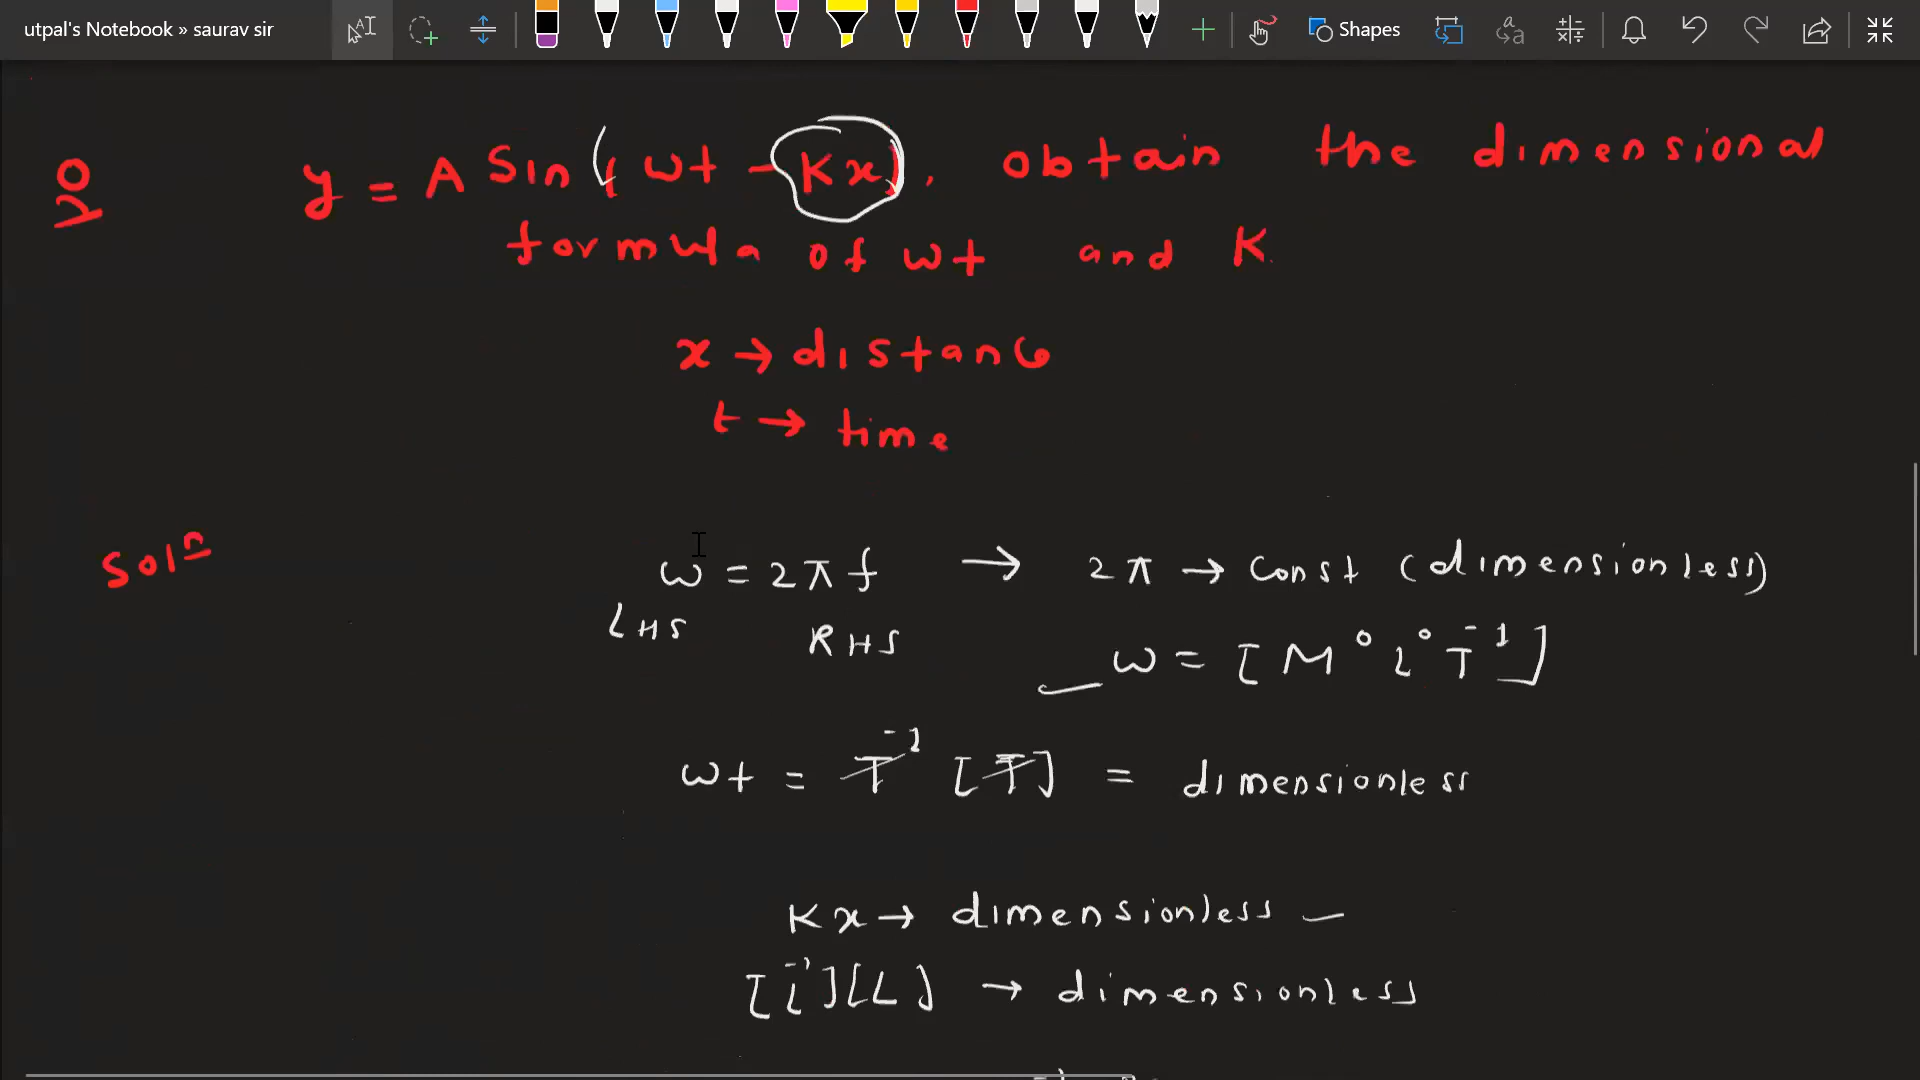 utpal's Notebook » saurav sir
Shapes
Q y = A Sin ( ωt - Kx ) , obtain the dimensional
formula of ωt and K
x → distance
t → time
Solⁿ
ω = 2πf → 2π → Const (dimensionless)
LHS RHS
ω = [M⁰ L⁰ T⁻¹]
ωt = T⁻¹ [T] = dimensionless
Kx → dimensionless -
[L⁻¹][L] → dimensionless